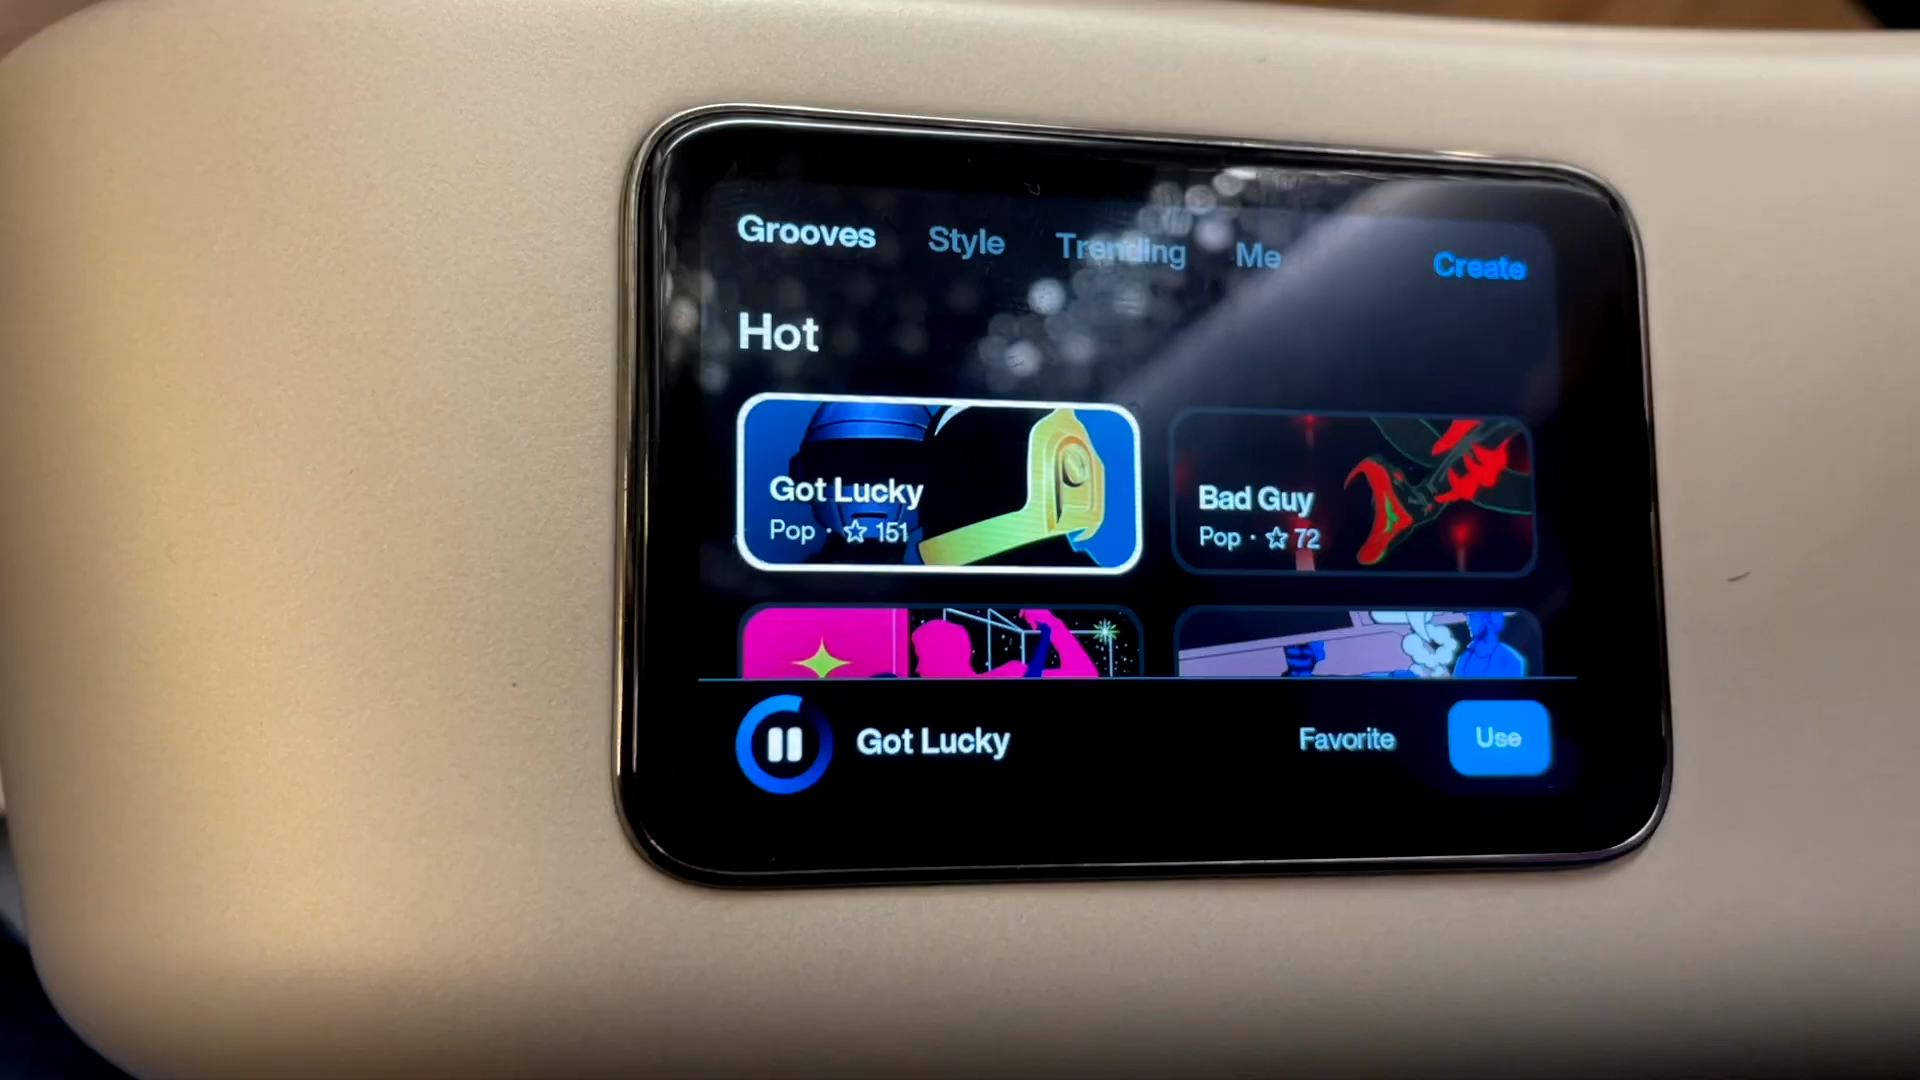 Grooves Style Trending Me Create
Hot
Got Lucky
Pop · ☆ 151
Bad Guy
Pop · ☆ 72
Got Lucky Favorite Use